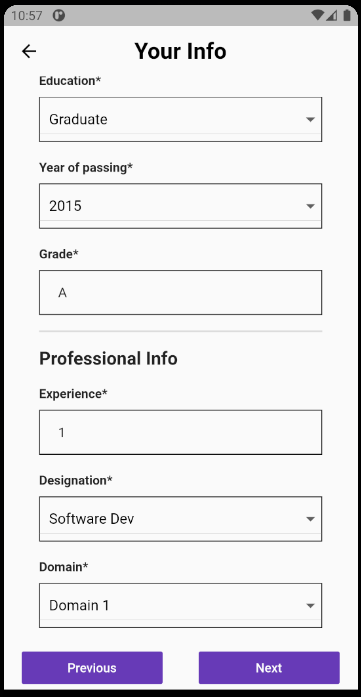 10:57
Your Info
Education*
Graduate
Year of passing*
2015
Grade*
A
Professional Info
Experience*
1
Designation*
Software Dev
Domain*
Domain 1
Previous Next